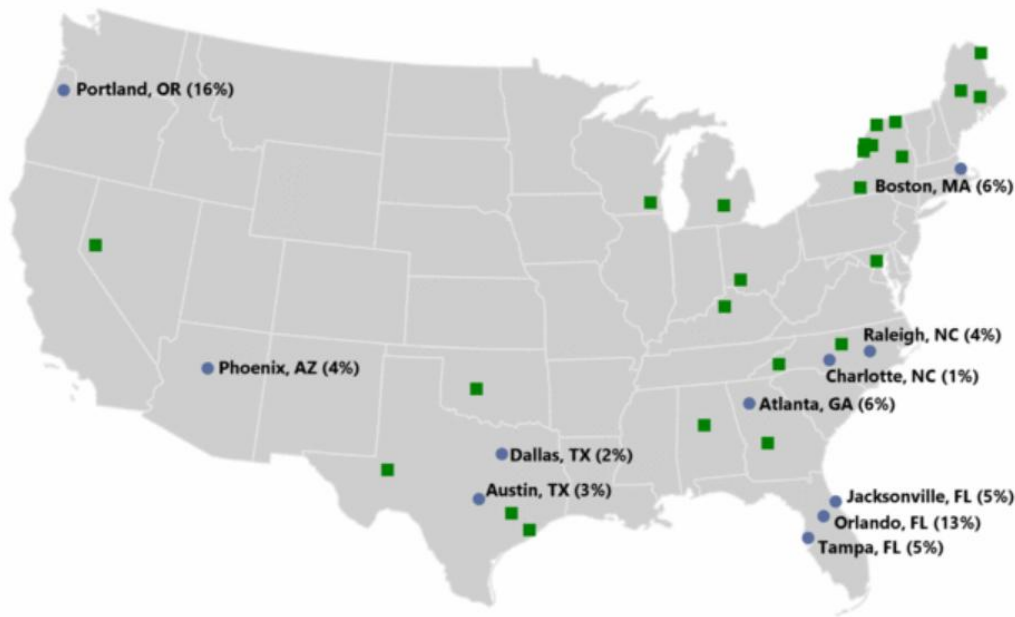 Portland, OR (16%)
Boston, MA (6%)
Raleigh, NC (4%)
Phoenix, AZ (4%)
Charlotte, NC (1%)
Atlanta, GA (6%)
Dallas, TX (2%)
Austin, TX (3%)
Jacksonville, FL (5%)
Orlando, FL (13%)
Tampa, FL (5%)